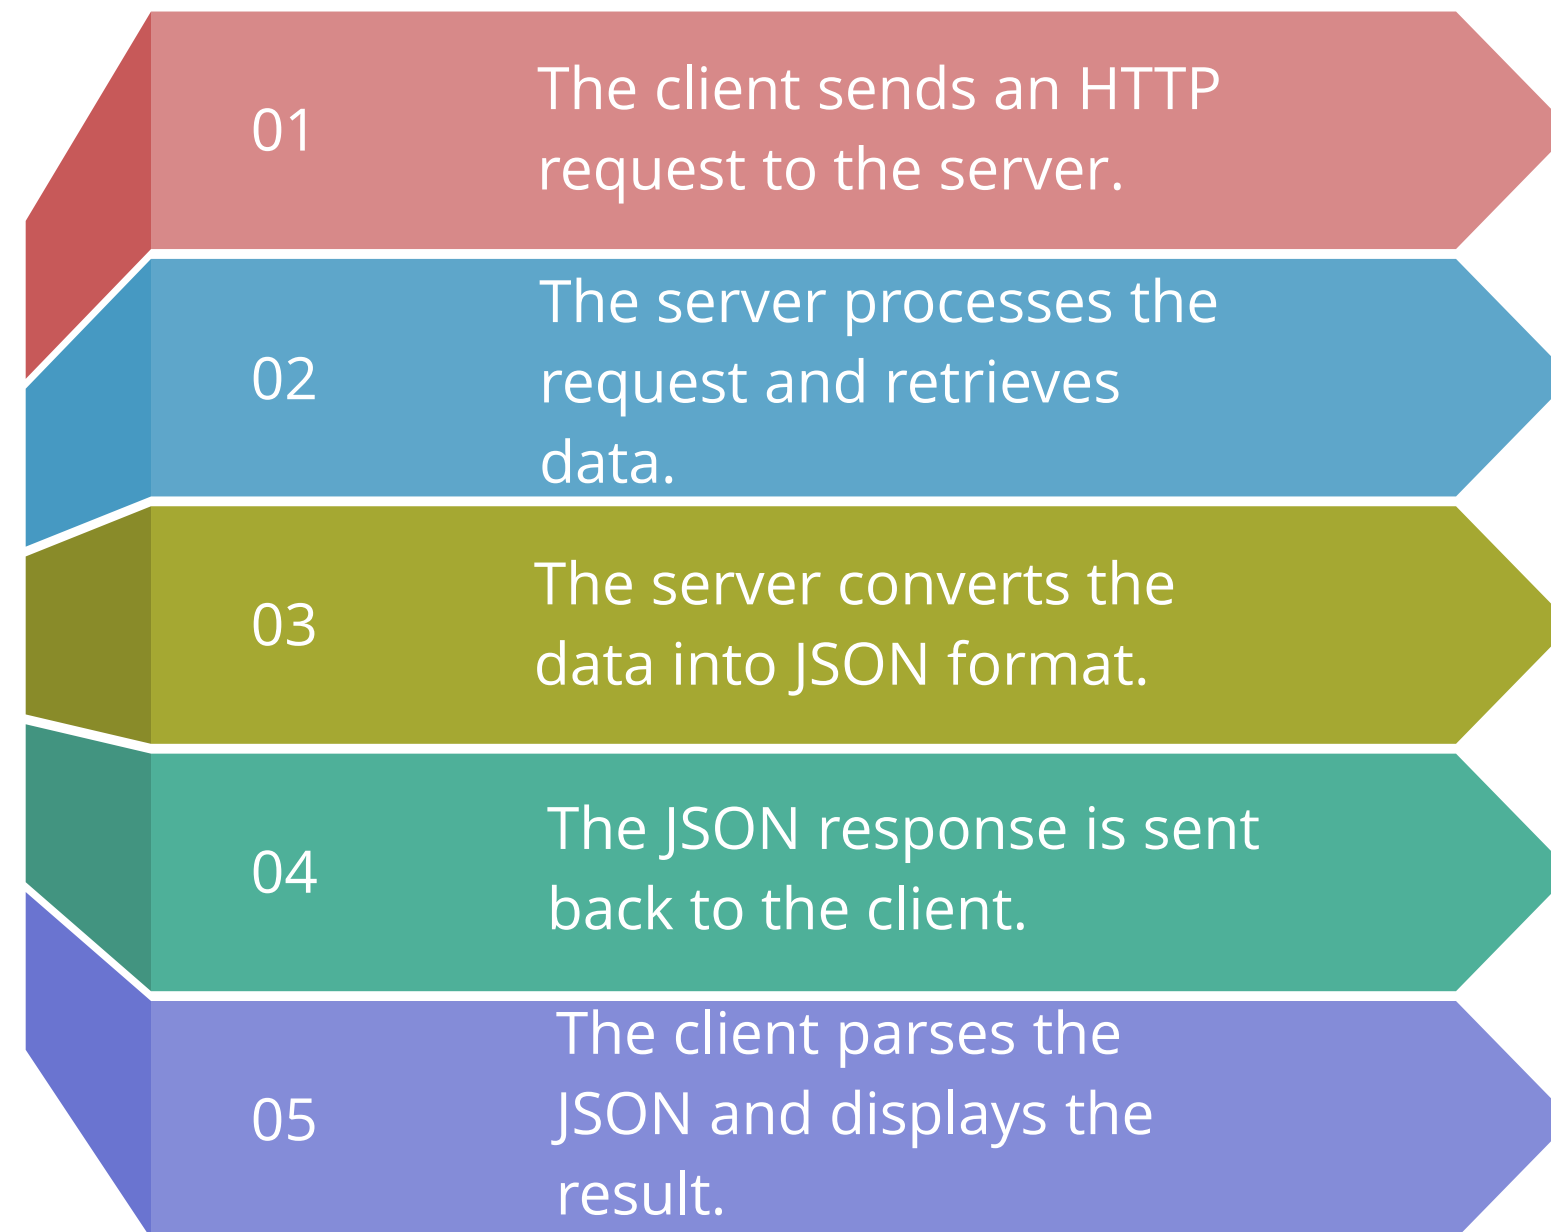 01
The client sends an HTTP
request to the server.
02
The server processes the
request and retrieves
data.
03
The server converts the
data into JSON format.
04
The JSON response is sent
back to the client.
05
The client parses the
JSON and displays the
result.